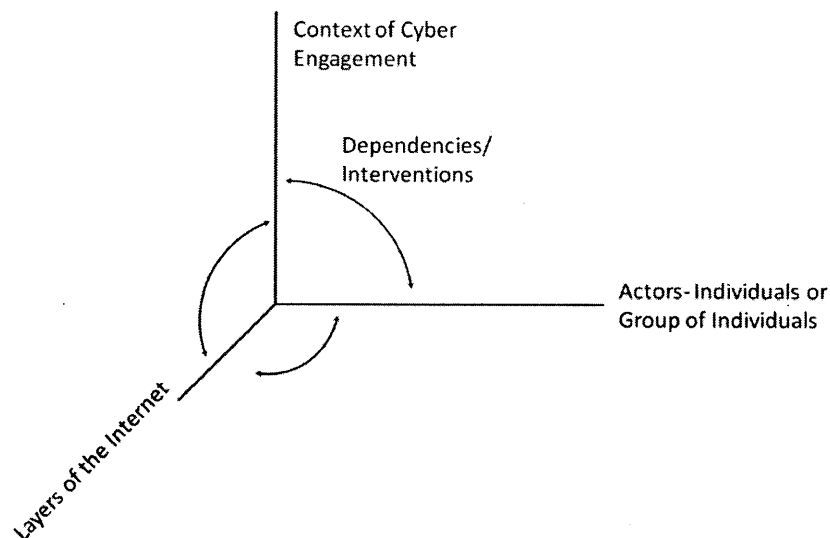 Context of Cyber
Engagement
Dependencies/
Interventions
Actors- Individuals or
Group of Individuals
Layers of the Internet